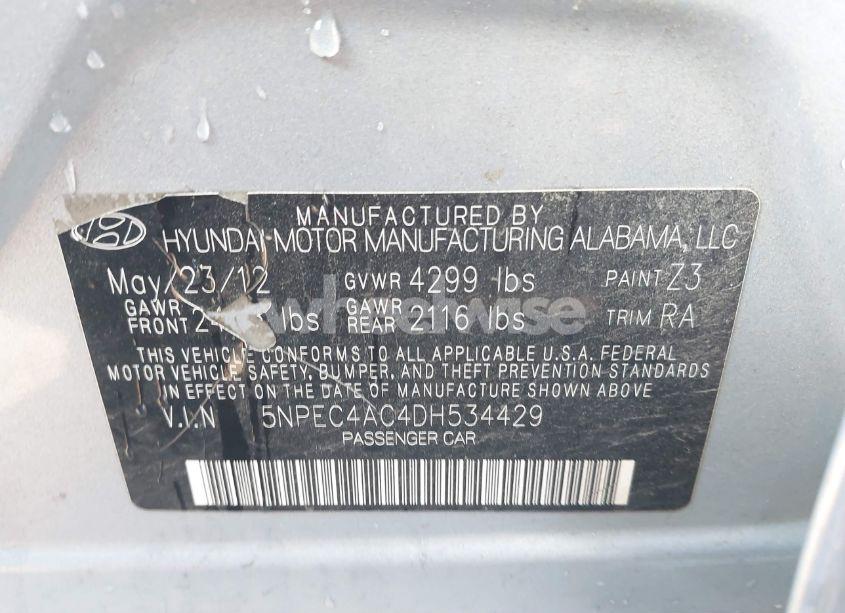 MANUFACTURED BY
HYUNDAI MOTOR MANUFACTURING ALABAMA, LLC
May/23/12 GVWR 4299 lbs PAINT Z3
GAWR FRONT lbs GAWR REAR 2116 lbs TRIM RA
THIS VEHICLE CONFORMS TO ALL APPLICABLE U.S.A. FEDERAL
MOTOR VEHICLE SAFETY, BUMPER, AND THEFT PREVENTION STANDARDS
IN EFFECT ON THE DATE OF MANUFACTURE SHOWN ABOVE
V.I.N 5NPEC4AC4DH534429
PASSENGER CAR